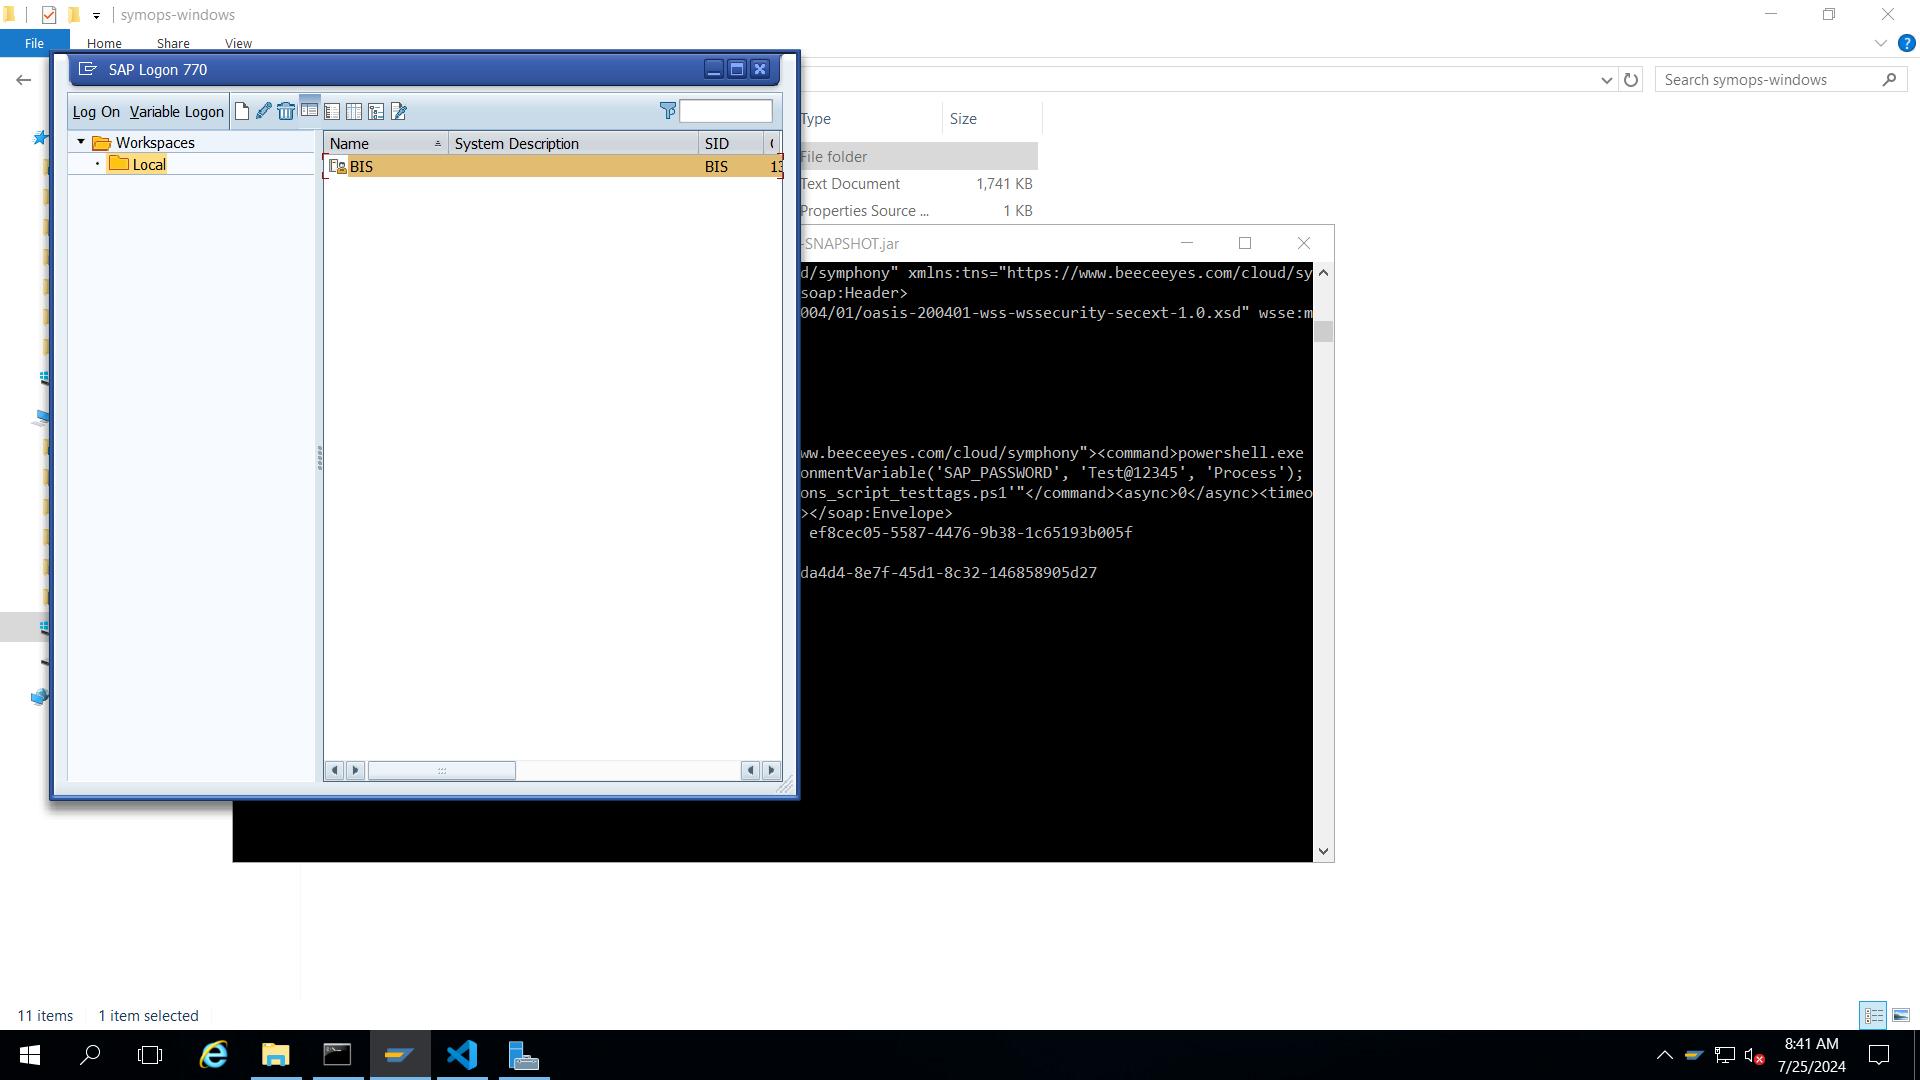 symops-windows
File Home Share View
SAP Logon 770
Search symops-windows
Log On Variable Logon
Type Size
Workspaces
Local
Name System Description SID
BIS BIS 13
File folder
Text Document 1,741 KB
Properties Source ... 1 KB
-SNAPSHOT.jar
d/symphony" xmlns:tns="https://www.beeceeyes.com/cloud/sy
soap:Header>
004/01/oasis-200401-wss-wssecurity-secext-1.0.xsd" wsse:m
ww.beeceeyes.com/cloud/symphony"><command>powershell.exe
onmentVariable('SAP_PASSWORD', 'Test@12345', 'Process');
ons_script_testtags.ps1'"</command><async>0</async><timeo
></soap:Envelope>
ef8cec05-5587-4476-9b38-1c65193b005f
da4d4-8e7f-45d1-8c32-146858905d27
11 items 1 item selected
8:41 AM
7/25/2024